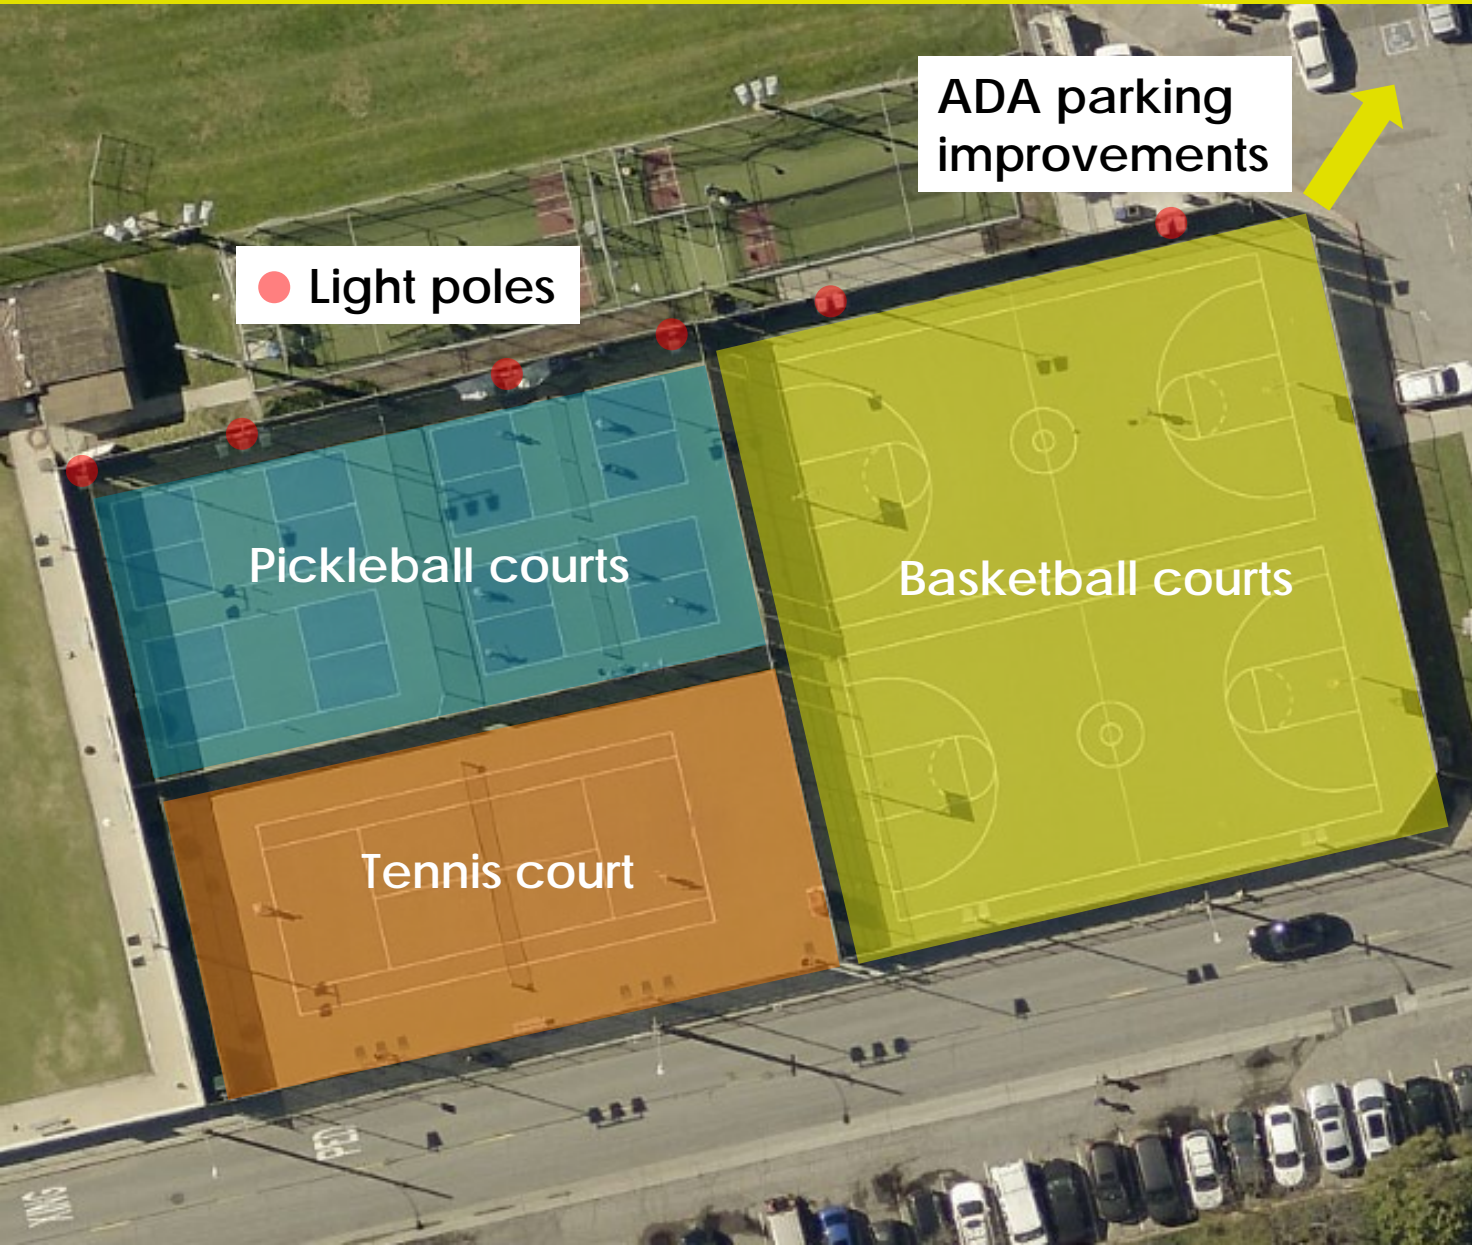 ADA parking
improvements
Light poles
Pickleball courts
Basketball courts
Tennis court
PED
XING